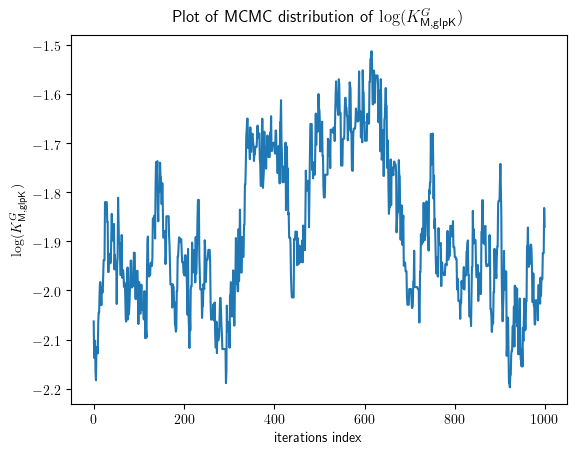 Plot of MCMC distribution of log(K^G_{M,glpK})
−1.5
−1.6
−1.7
−1.8
−1.9
−2.0
−2.1
−2.2
log(K^G_{M,glpK})
0 200 400 600 800 1000
iterations index